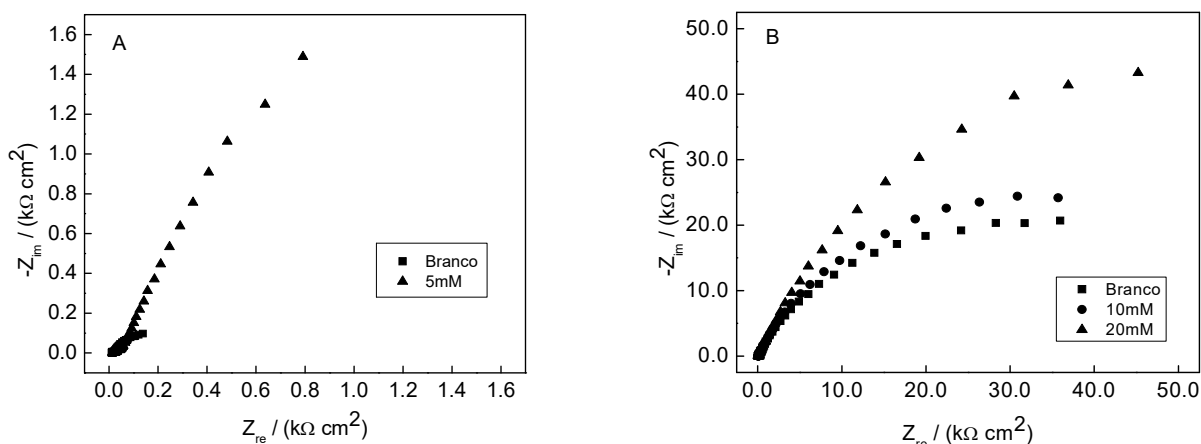 A
1.6
1.4
1.2
1.0
0.8
0.6
0.4
0.2
0.0
-Z_im / (kΩ cm²)
Branco
5mM
0.0 0.2 0.4 0.6 0.8 1.0 1.2 1.4 1.6
Z_re / (kΩ cm²)
B
50.0
40.0
30.0
20.0
10.0
0.0
-Z_im / (kΩ cm²)
Branco
10mM
20mM
0.0 10.0 20.0 30.0 40.0 50.0
Z_re / (kΩ cm²)